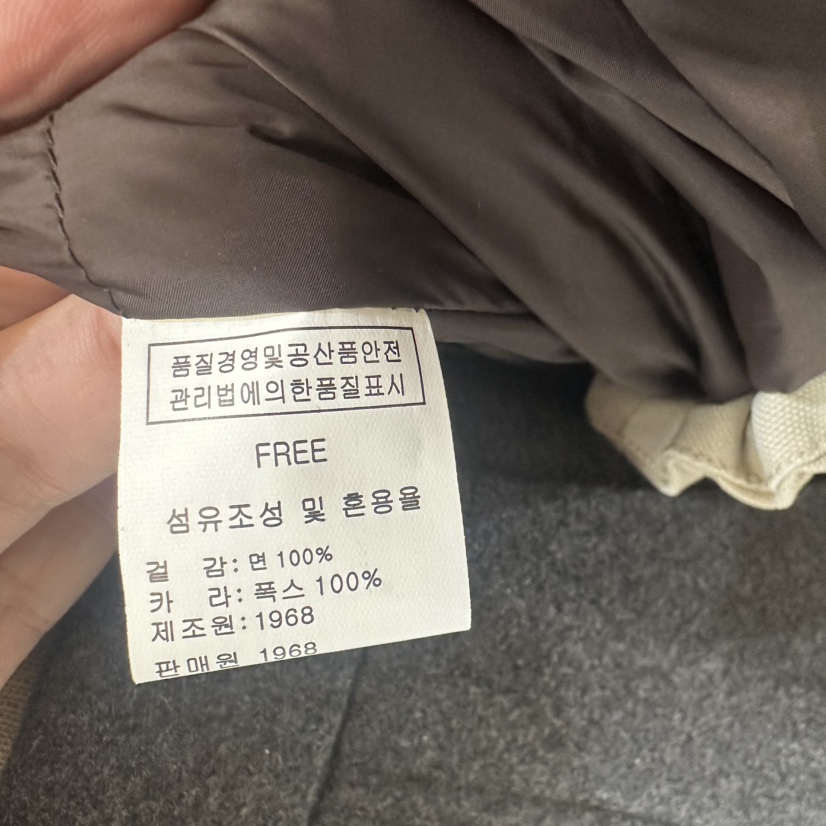 품질경영및공산품안전
관리법에의한품질표시
FREE
섬유조성 및 혼용율
겉 감: 면 100%
카 라: 폭스 100%
제조원:1968
판매원 1968